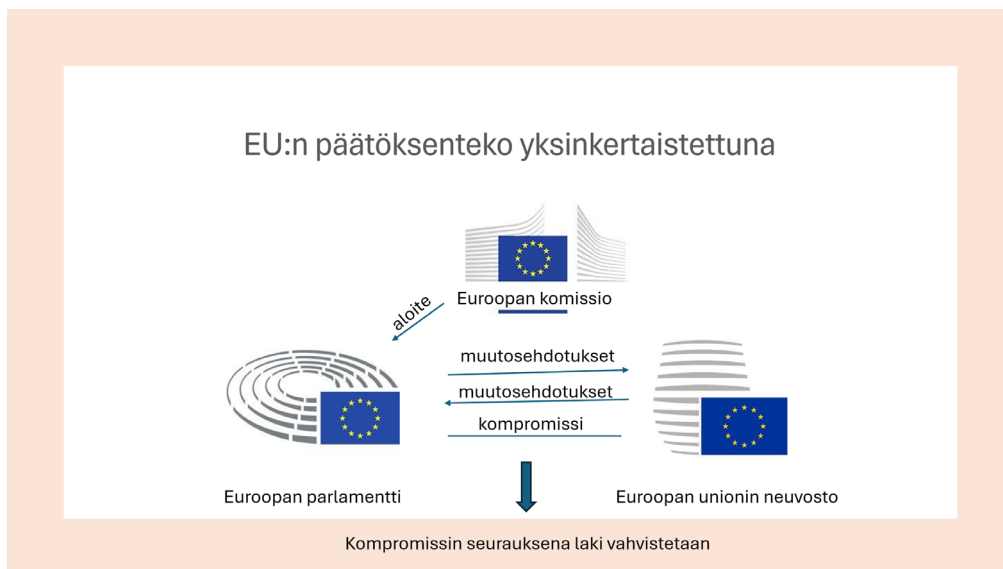 EU:n päätöksenteko yksinkertaistettuna
Euroopan komissio
aloite
muutosehdotukset
muutosehdotukset
kompromissi
Euroopan parlamentti
Euroopan unionin neuvosto
Kompromissin seurauksena laki vahvistetaan